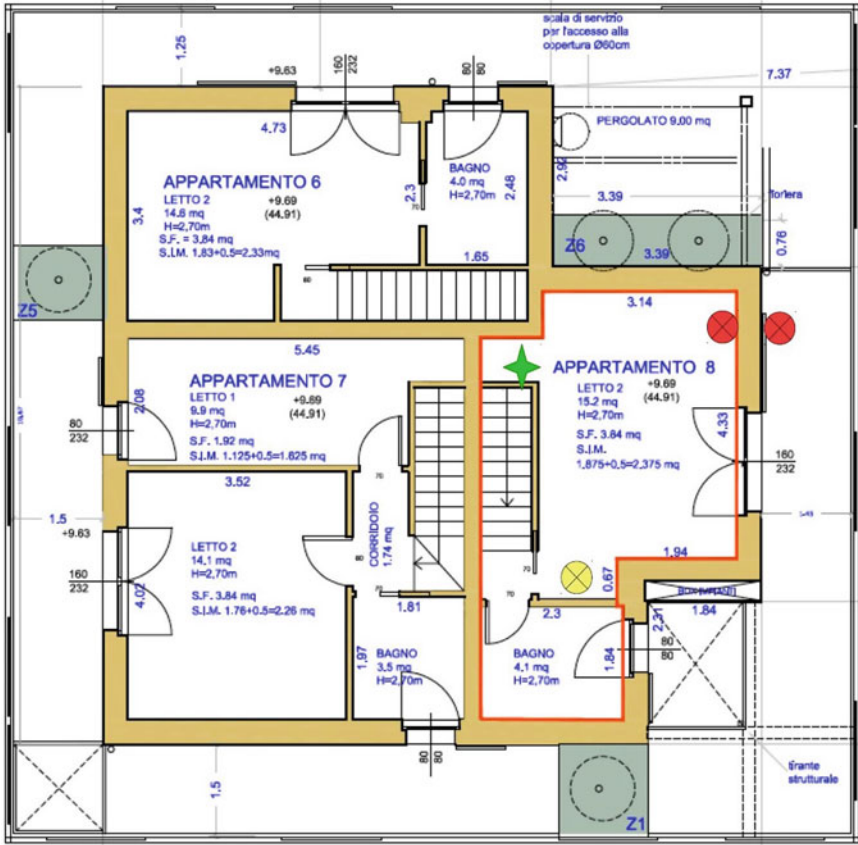 scala di servizio
per l'accesso alla
copertura Ø60cm
1.25
+9.63
160
232
80
80
7.37
PERGOLATO 9.00 mq
4.73
APPARTAMENTO 6
LETTO 2
14.6 mq
H=2,70m
S.F. = 3,84 mq
S.I.M. 1,83+0.5=2.33mq
+9.69
(44.91)
3.4
2.3
70
BAGNO
4.0 mq
H=2,70m
2.48
1.65
80
2.92
3.39
fioriera
Z6
3.39
0.76
Z5
5.45
APPARTAMENTO 7
LETTO 1
9.9 mq
H=2,70m
S.F. 1.92 mq
S.I.M. 1.125+0.5=1.625 mq
+9.69
(44.91)
2.08
80
232
3.14
APPARTAMENTO 8
LETTO 2
15.2 mq
H=2,70m
S.F. 3.84 mq
S.I.M.
1,875+0,5=2,375 mq
+9.69
(44.91)
4.33
160
232
1.5
+9.63
160
232
3.52
LETTO 2
14.1 mq
H=2,70m
S.F. 3.84 mq
S.I.M. 1.76+0.5=2.26 mq
4.02
70
CORRIDOIO
1.74 mq
80
70
1.81
BAGNO
3.5 mq
H=2,70m
1.97
80
80
70
70
0.67
1.94
2.3
BAGNO
4.1 mq
H=2,70m
1.84
80
80
2.31
BOX IMPIANTI
1.84
1.5
Z1
tirante
strutturale